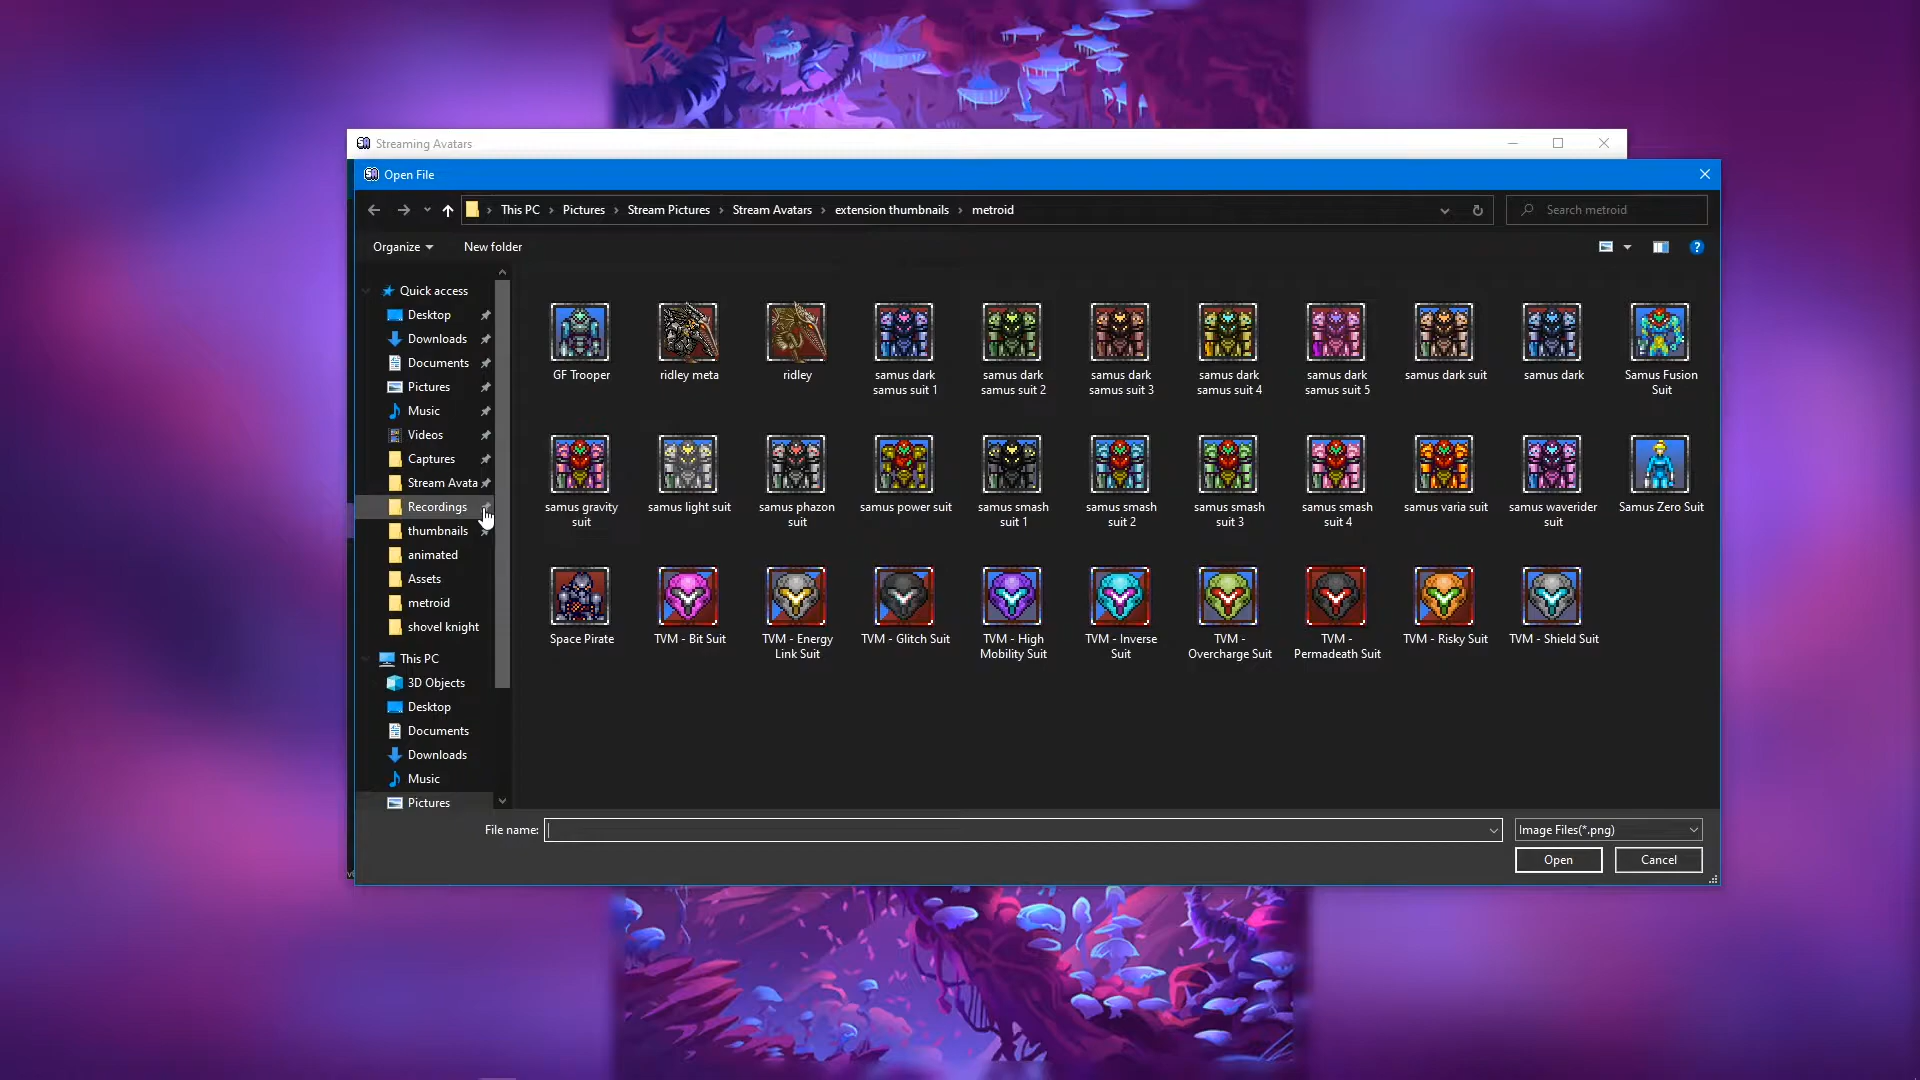 Streaming Avatars
Open File
This PC > Pictures > Stream Pictures > Stream Avatars > extension thumbnails > metroid
Search metroid
Organize
New folder
Quick access
Desktop
Downloads
Documents
Pictures
Music
Videos
Captures
Stream Avata
Recordings
thumbnails
animated
Assets
metroid
shovel knight
This PC
3D Objects
Desktop
Documents
Downloads
Music
Pictures
GF Trooper
ridley meta
ridley
samus dark
samus suit 1
samus dark
samus suit 2
samus dark
samus suit 3
samus dark
samus suit 4
samus dark
samus suit 5
samus dark suit
samus dark
Samus Fusion
Suit
samus gravity
suit
samus light suit
samus phazon
suit
samus power suit
samus smash
suit 1
samus smash
suit 2
samus smash
suit 3
samus smash
suit 4
samus varia suit
samus waverider
suit
Samus Zero Suit
Space Pirate
TVM - Bit Suit
TVM - Energy
Link Suit
TVM - Glitch Suit
TVM - High
Mobility Suit
TVM - Inverse
Suit
TVM -
Overcharge Suit
TVM -
Permadeath Suit
TVM - Risky Suit
TVM - Shield Suit
File name:
Image Files(*.png)
Open
Cancel